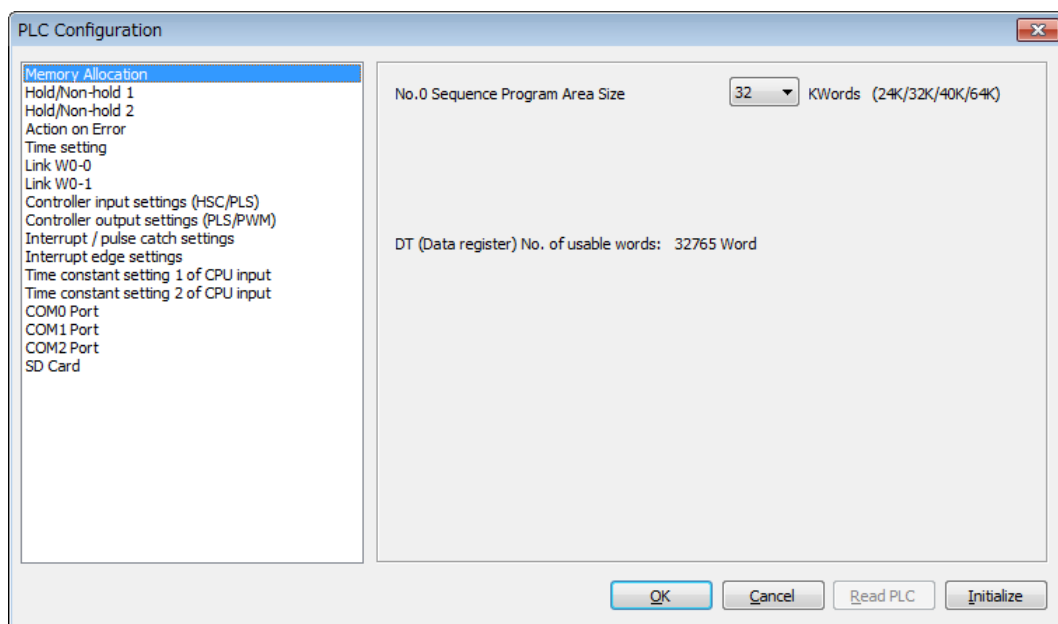 PLC Configuration
Memory Allocation
Hold/Non-hold 1
Hold/Non-hold 2
Action on Error
Time setting
Link W0-0
Link W0-1
Controller input settings (HSC/PLS)
Controller output settings (PLS/PWM)
Interrupt / pulse catch settings
Interrupt edge settings
Time constant setting 1 of CPU input
Time constant setting 2 of CPU input
COM0 Port
COM1 Port
COM2 Port
SD Card
No.0 Sequence Program Area Size 32 KWords (24K/32K/40K/64K)
DT (Data register) No. of usable words: 32765 Word
OK Cancel Read PLC Initialize